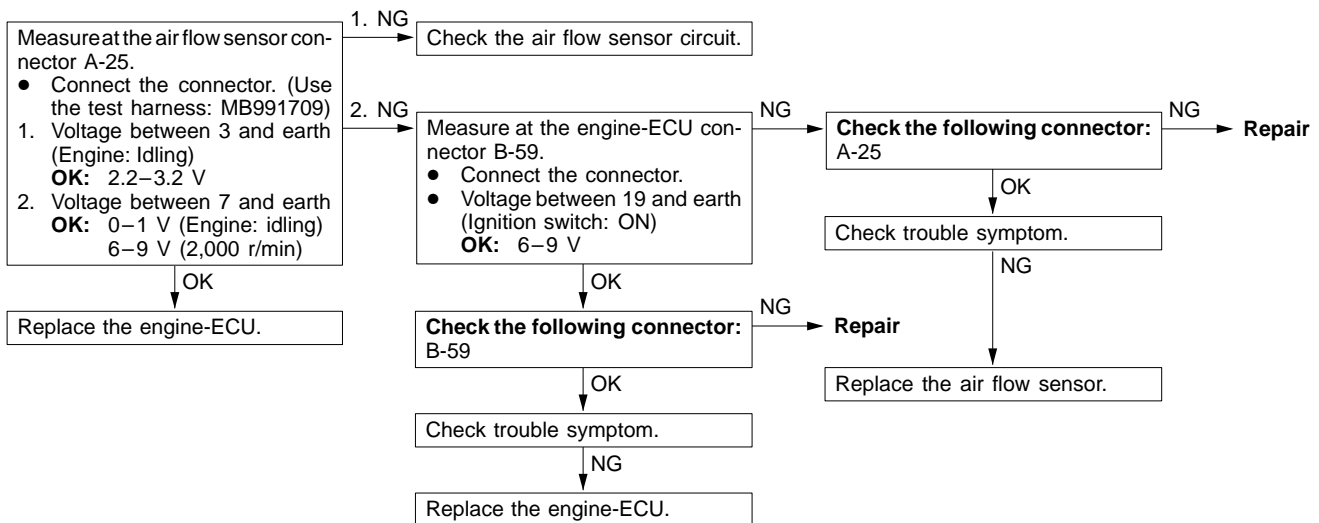 Measure at the air flow sensor con-
nector A-25.
● Connect the connector. (Use
the test harness: MB991709)
1. Voltage between 3 and earth
(Engine: Idling)
OK: 2.2–3.2 V
2. Voltage between 7 and earth
OK: 0–1 V (Engine: idling)
6–9 V (2,000 r/min)
1. NG
Check the air flow sensor circuit.
2. NG
Measure at the engine-ECU con-
nector B-59.
● Connect the connector.
● Voltage between 19 and earth
(Ignition switch: ON)
OK: 6–9 V
NG
Check the following connector:
A-25
NG
Repair
OK
Check trouble symptom.
NG
Replace the air flow sensor.
OK
Replace the engine-ECU.
OK
Check the following connector:
B-59
NG
Repair
OK
Check trouble symptom.
NG
Replace the engine-ECU.